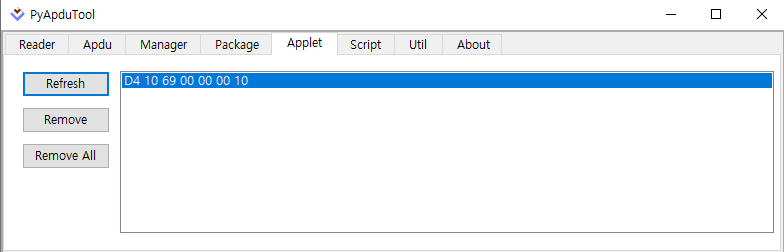 PyApduTool
Reader Apdu Manager Package Applet Script Util About
Refresh
D4 10 69 00 00 00 10
Remove
Remove All